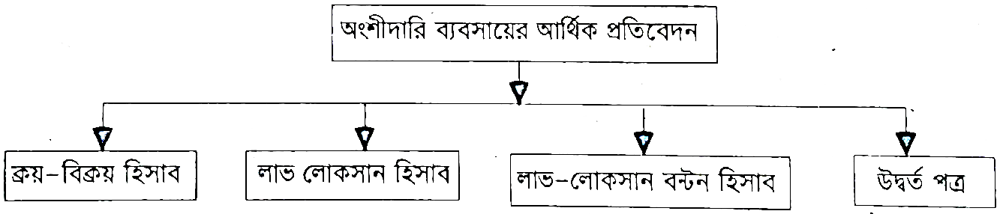 অংশীদারি ব্যবসায়ের আর্থিক প্রতিবেদন
ক্রয়-বিক্রয় হিসাব
লাভ লোকসান হিসাব
লাভ-লোকসান বন্টন হিসাব
উদ্বর্ত পত্র